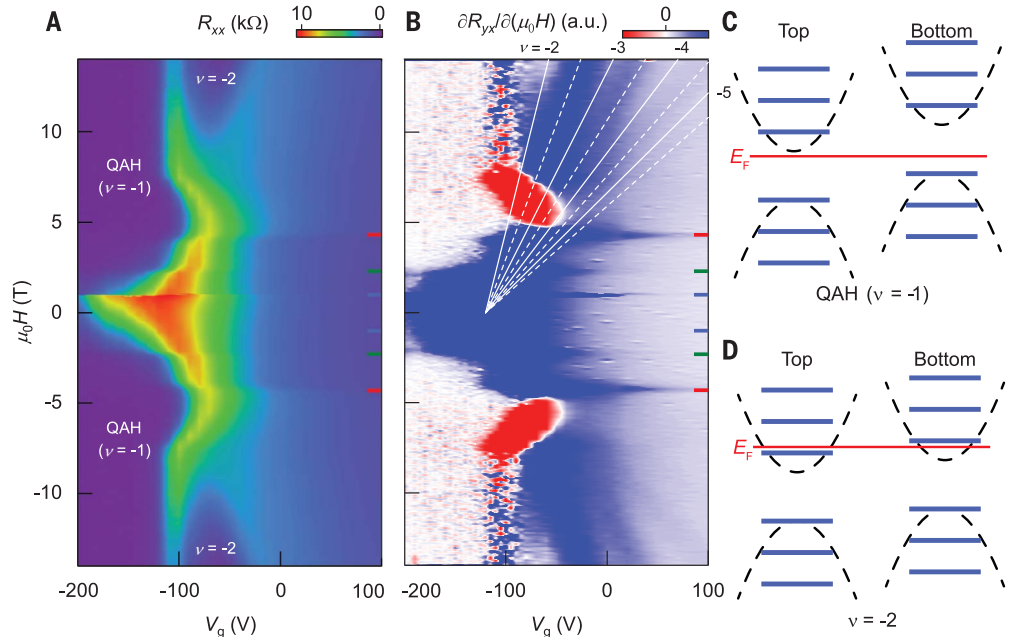 A
R_xx (kΩ)
10
0
ν = -2
QAH
(ν = -1)
QAH
(ν = -1)
ν = -2
10
5
0
-5
-10
μ₀H (T)
-200
-100
0
100
V_g (V)
B
∂R_yx/∂(μ₀H) (a.u.)
0
-3
-4
ν = -2
-5
-200
-100
0
100
V_g (V)
C
Top
Bottom
E_F
QAH (ν = -1)
D
Top
Bottom
E_F
ν = -2